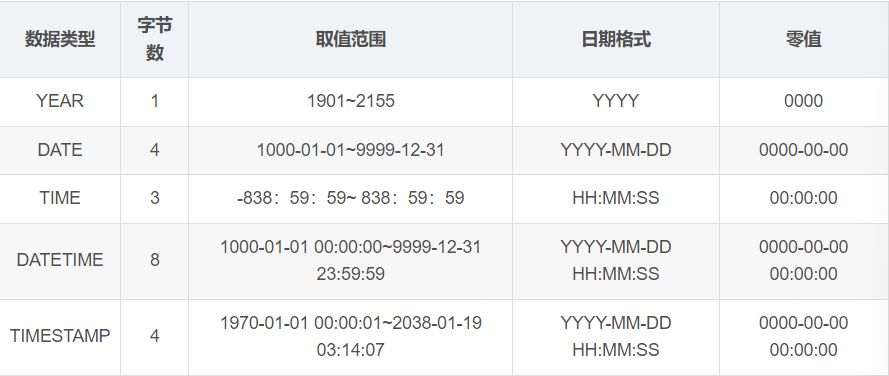 数据类型 字节数 取值范围 日期格式 零值
YEAR 1 1901~2155 YYYY 0000
DATE 4 1000-01-01~9999-12-31 YYYY-MM-DD 0000-00-00
TIME 3 -838：59：59~ 838：59：59 HH:MM:SS 00:00:00
DATETIME 8 1000-01-01 00:00:00~9999-12-31 YYYY-MM-DD 0000-00-00
23:59:59 HH:MM:SS 00:00:00
TIMESTAMP 4 1970-01-01 00:00:01~2038-01-19 YYYY-MM-DD 0000-00-00
03:14:07 HH:MM:SS 00:00:00